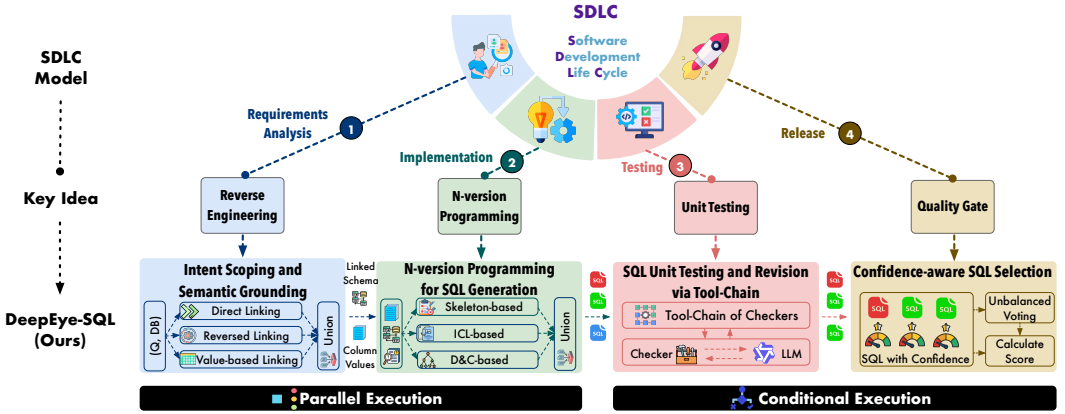 SDLC
Software
Development
Life Cycle
SDLC
Model
Key Idea
DeepEye-SQL
(Ours)
Requirements
Analysis
1
Implementation
2
Testing
3
Release
4
Reverse
Engineering
N-version
Programming
Unit Testing
Quality Gate
Intent Scoping and
Semantic Grounding
(Q, DB)
Direct Linking
Reversed Linking
Value-based Linking
Union
Linked
Schema
Column
Values
N-version Programming
for SQL Generation
Skeleton-based
ICL-based
D&C-based
Union
SQL
SQL
SQL
SQL Unit Testing and Revision
via Tool-Chain
Tool-Chain of Checkers
Checker
LLM
SQL
SQL
SQL
Confidence-aware SQL Selection
SQL
SQL
SQL
SQL with Confidence
Unbalanced
Voting
Calculate
Score
Parallel Execution
Conditional Execution